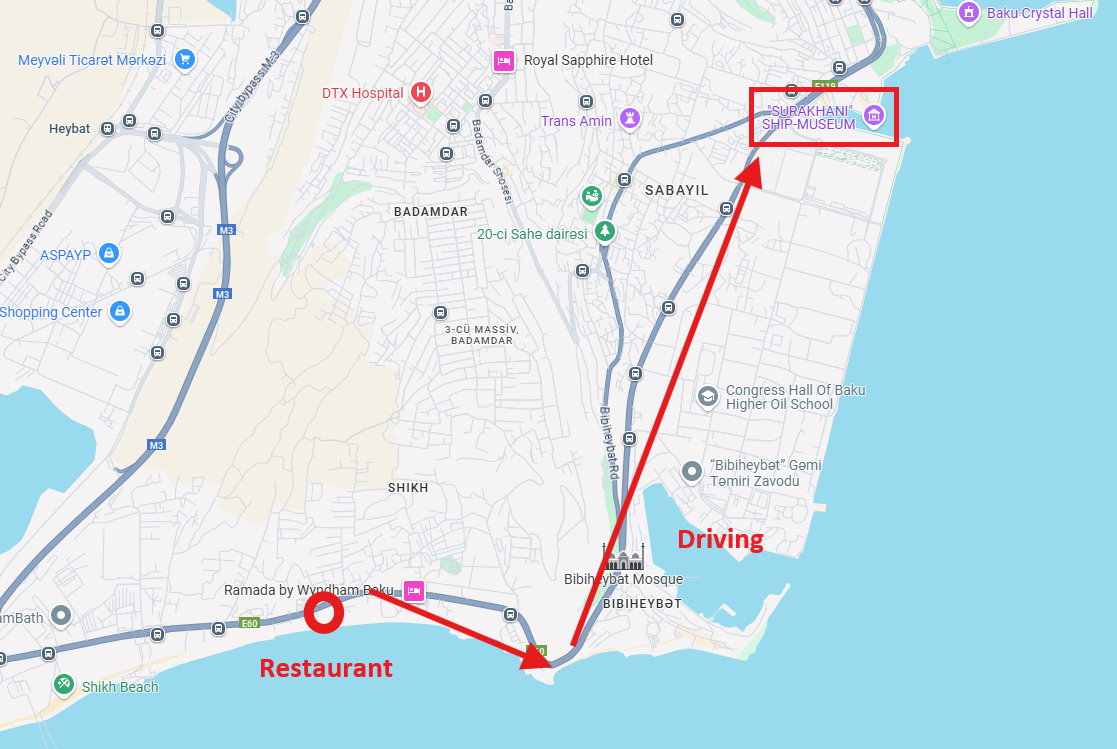 Baku Crystal Hall
Meyvəli Ticarət Mərkəzi
Royal Sapphire Hotel
City bypass M-3
E119
DTX Hospital
"SURAKHANI"
SHIP-MUSEUM
Trans Amin
Heybat
Badamdar Shosesi
SABAYIL
BADAMDAR
20-ci Sahə dairəsi
M3
City Bypass Road
ASPAYP
M3
Shopping Center
3-CÜ MASSİV,
BADAMDAR
Congress Hall Of Baku
Higher Oil School
Bibiheybat Rd
M3
“Bibiheybət” Gəmi
Təmiri Zavodu
SHIKH
Driving
Bibiheybat Mosque
Ramada by Wyndham Baku
BIBIHEYBƏT
amBath
E60
Restaurant
Shikh Beach